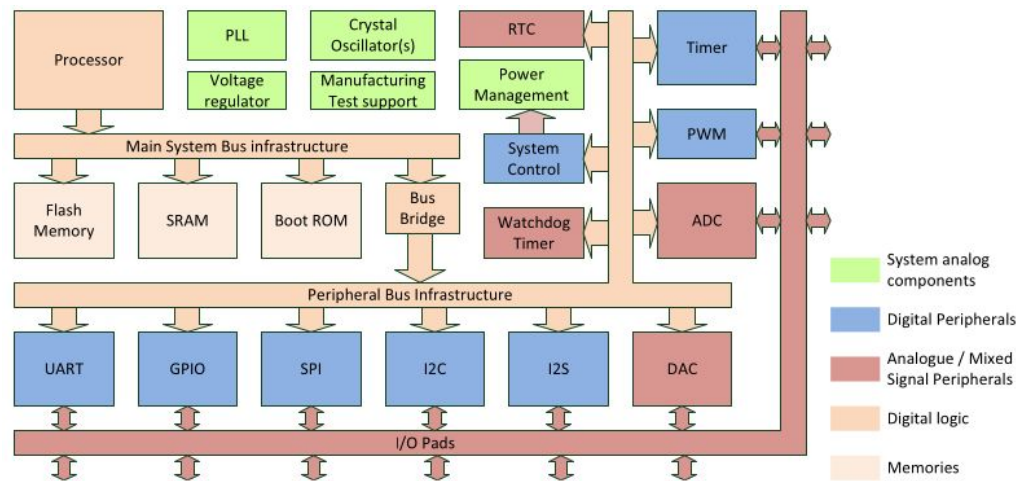 Processor
PLL
Crystal
Oscillator(s)
RTC
Timer
Voltage
regulator
Manufacturing
Test support
Power
Management
Main System Bus infrastructure
System
Control
PWM
Flash
Memory
SRAM
Boot ROM
Bus
Bridge
Watchdog
Timer
ADC
Peripheral Bus Infrastructure
UART
GPIO
SPI
I2C
I2S
DAC
I/O Pads
System analog
components
Digital Peripherals
Analogue / Mixed
Signal Peripherals
Digital logic
Memories